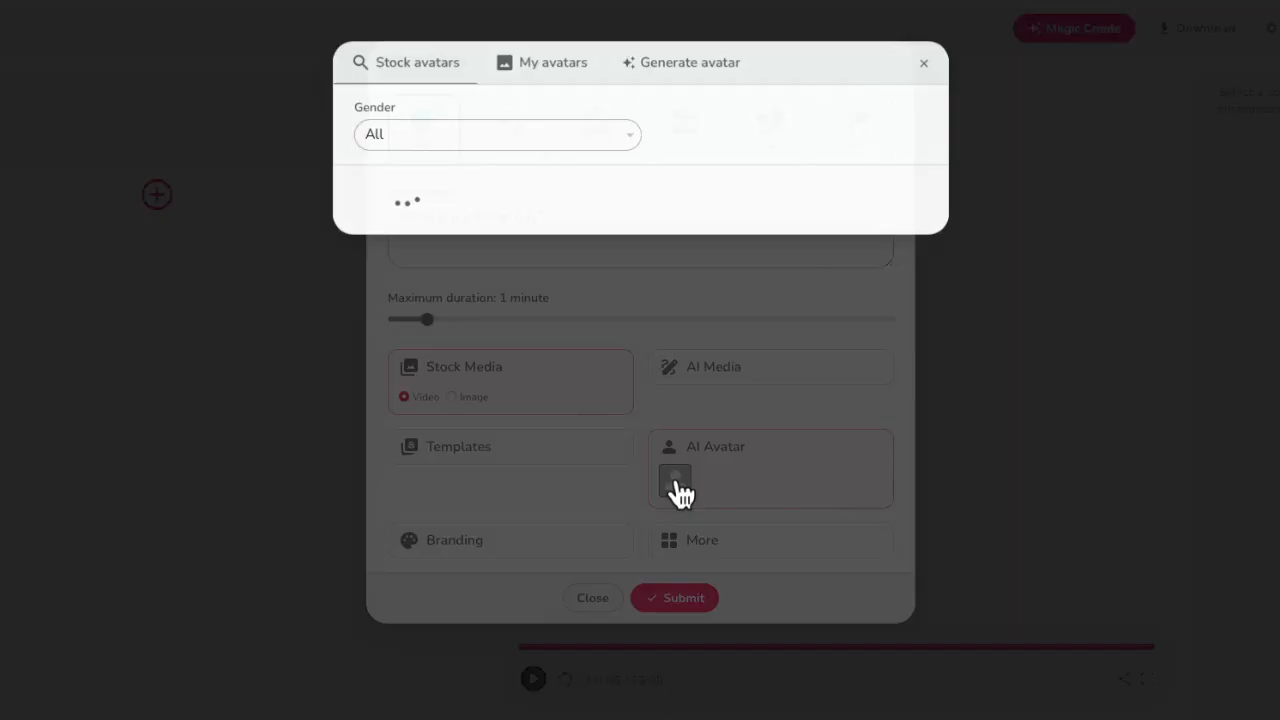 Magic Create
Download
Stock avatars
My avatars
Generate avatar
Gender
All
Maximum duration: 1 minute
Stock Media
AI Media
Video
Image
Templates
AI Avatar
Branding
More
Close
Submit